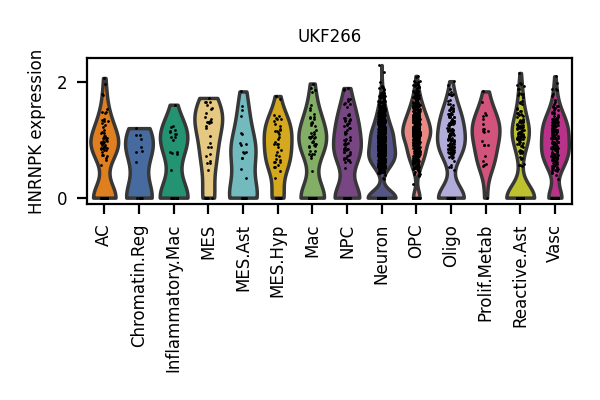 UKF266
HNRNPK expression
2
0
AC
Chromatin.Reg
Inflammatory.Mac
MES
MES.Ast
MES.Hyp
Mac
NPC
Neuron
OPC
Oligo
Prolif.Metab
Reactive.Ast
Vasc